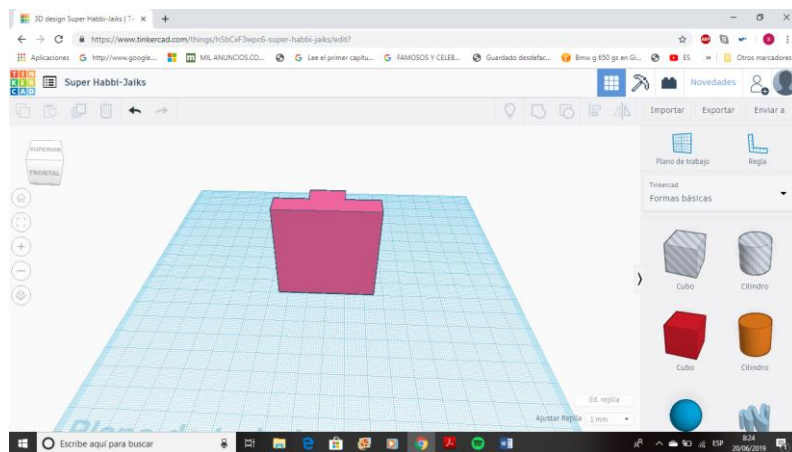 3D design Super Habbi-Jaiks | Ti
https://www.tinkercad.com/things/h5bCxF3wpc6-super-habbi-jaiks/edit?
Aplicaciones
http://www.google...
MIL ANUNCIOS.CO...
Lee el primer capítu...
FAMOSOS Y CELEB...
Guardado desdefac...
Bmw g 650 gs en Gi...
ES
Otros marcadores
TIN
KER
CAD
Super Habbi-Jaiks
Novedades
Importar
Exportar
Enviar a
SUPERIOR
FRONTAL
Plano de trabajo
Regla
Tinkercad
Formas básicas
Cubo
Cilindro
Cubo
Cilindro
Ed. rejilla
Ajustar Rejilla
1 mm
Escribe aquí para buscar
ESP
8:24
20/06/2019